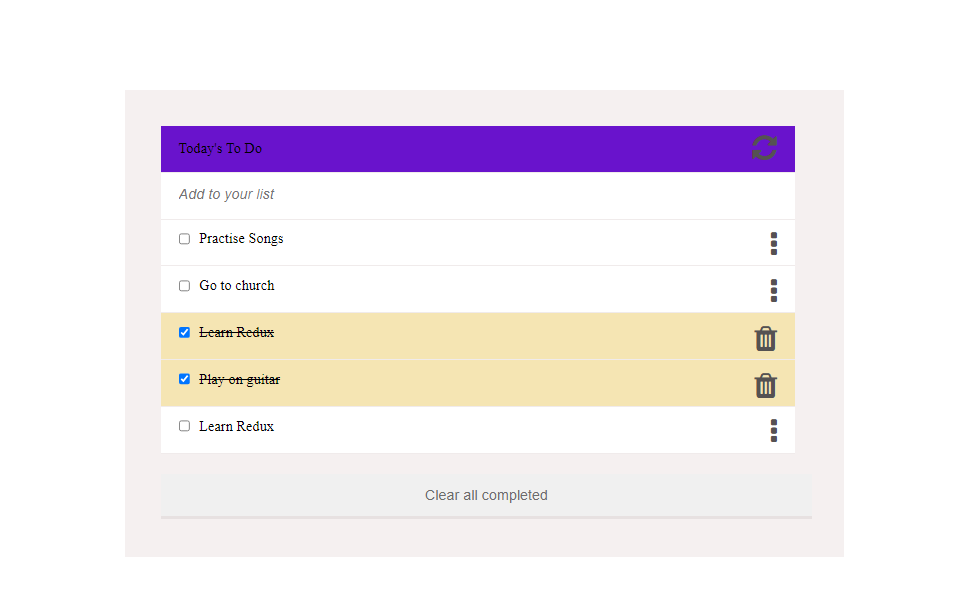 Today's To Do
Add to your list
Practise Songs
Go to church
Learn Redux
Play on guitar
Learn Redux
Clear all completed